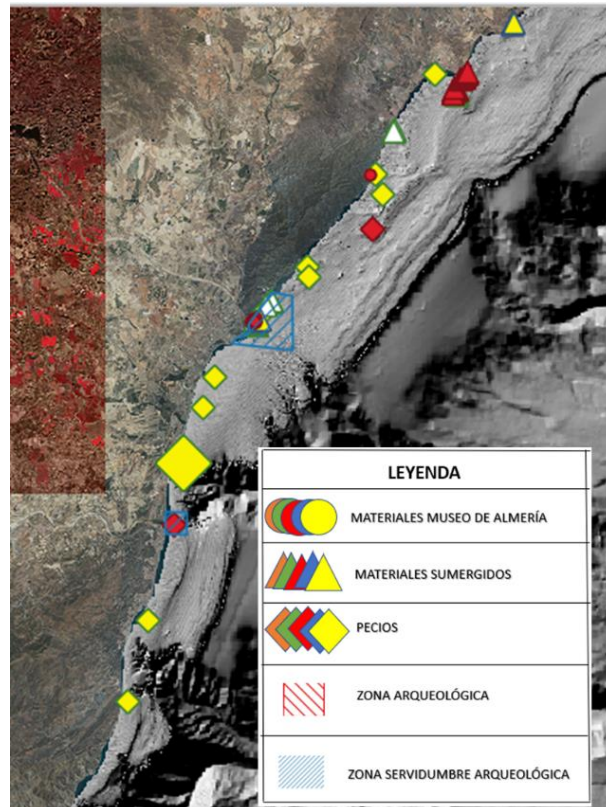 LEYENDA
MATERIALES MUSEO DE ALMERÍA
MATERIALES SUMERGIDOS
PECIOS
ZONA ARQUEOLÓGICA
ZONA SERVIDUMBRE ARQUEOLÓGICA